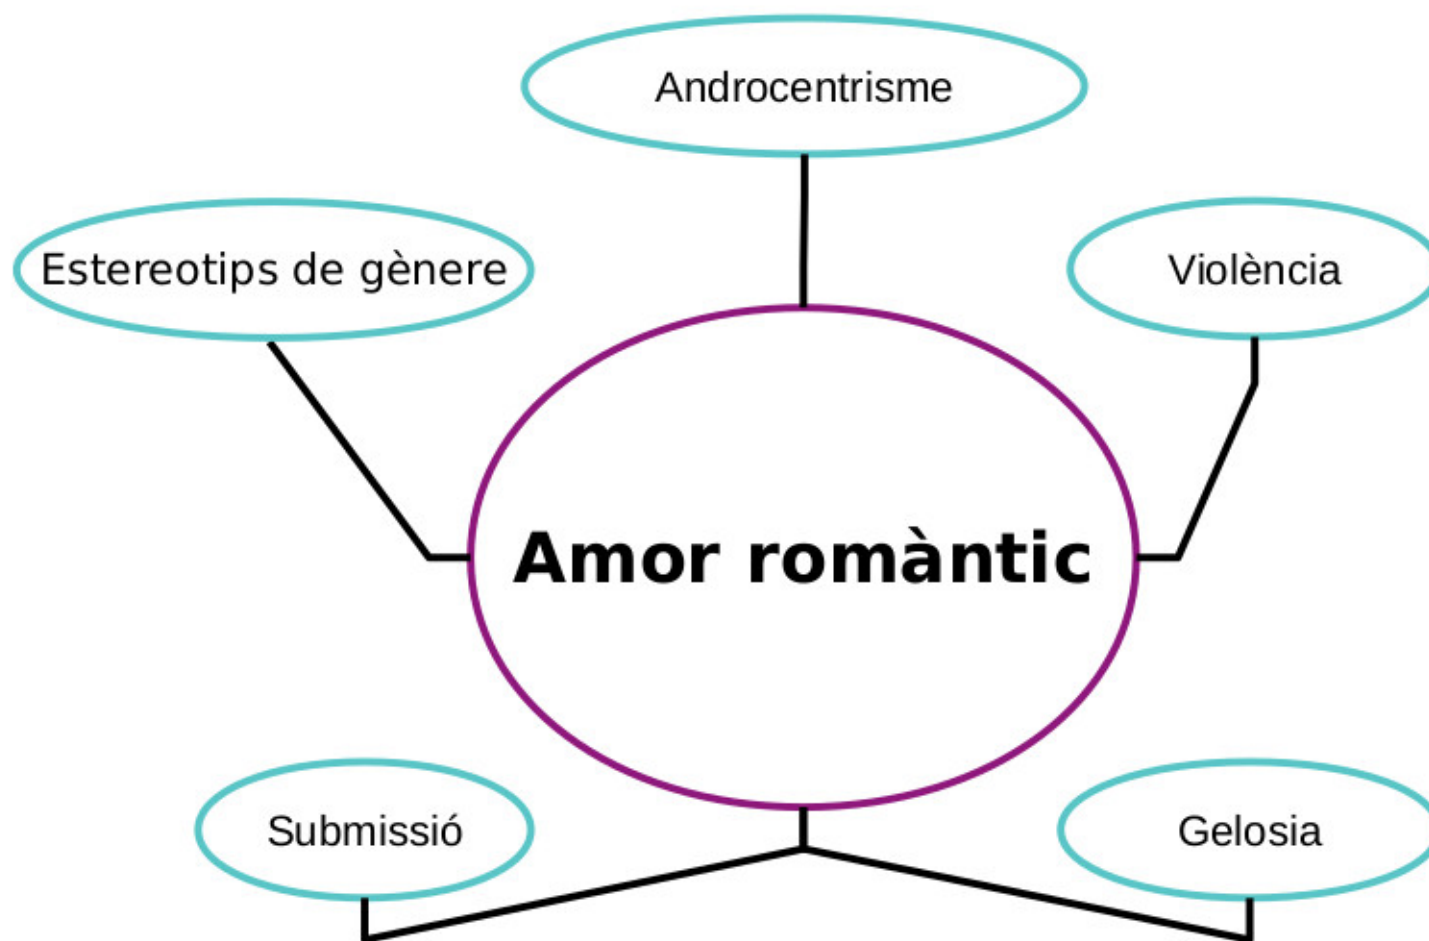 Androcentrisme
Estereotips de gènere
Violència
Amor romàntic
Submissió
Gelosia